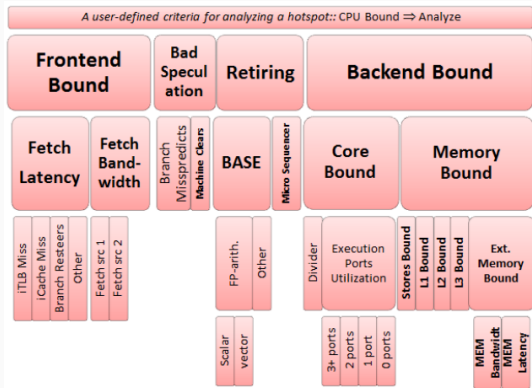 A user-defined criteria for analyzing a hotspot:: CPU Bound ⇒ Analyze
Frontend
Bound
Bad
Specul
ation
Retiring
Backend Bound
Fetch
Latency
Fetch
Band-
width
Branch
Misspredicts
Machine Clears
BASE
Micro Sequencer
Core
Bound
Memory
Bound
iTLB Miss
iCache Miss
Branch Resteers
Other
Fetch src 1
Fetch src 2
FP-arith.
Other
Divider
Execution
Ports
Utilization
Stores Bound
L1 Bound
L2 Bound
L3 Bound
Ext.
Memory
Bound
Scalar
vector
3+ ports
2 ports
1 port
0 ports
MEM
Bandwidt
MEM
Latency